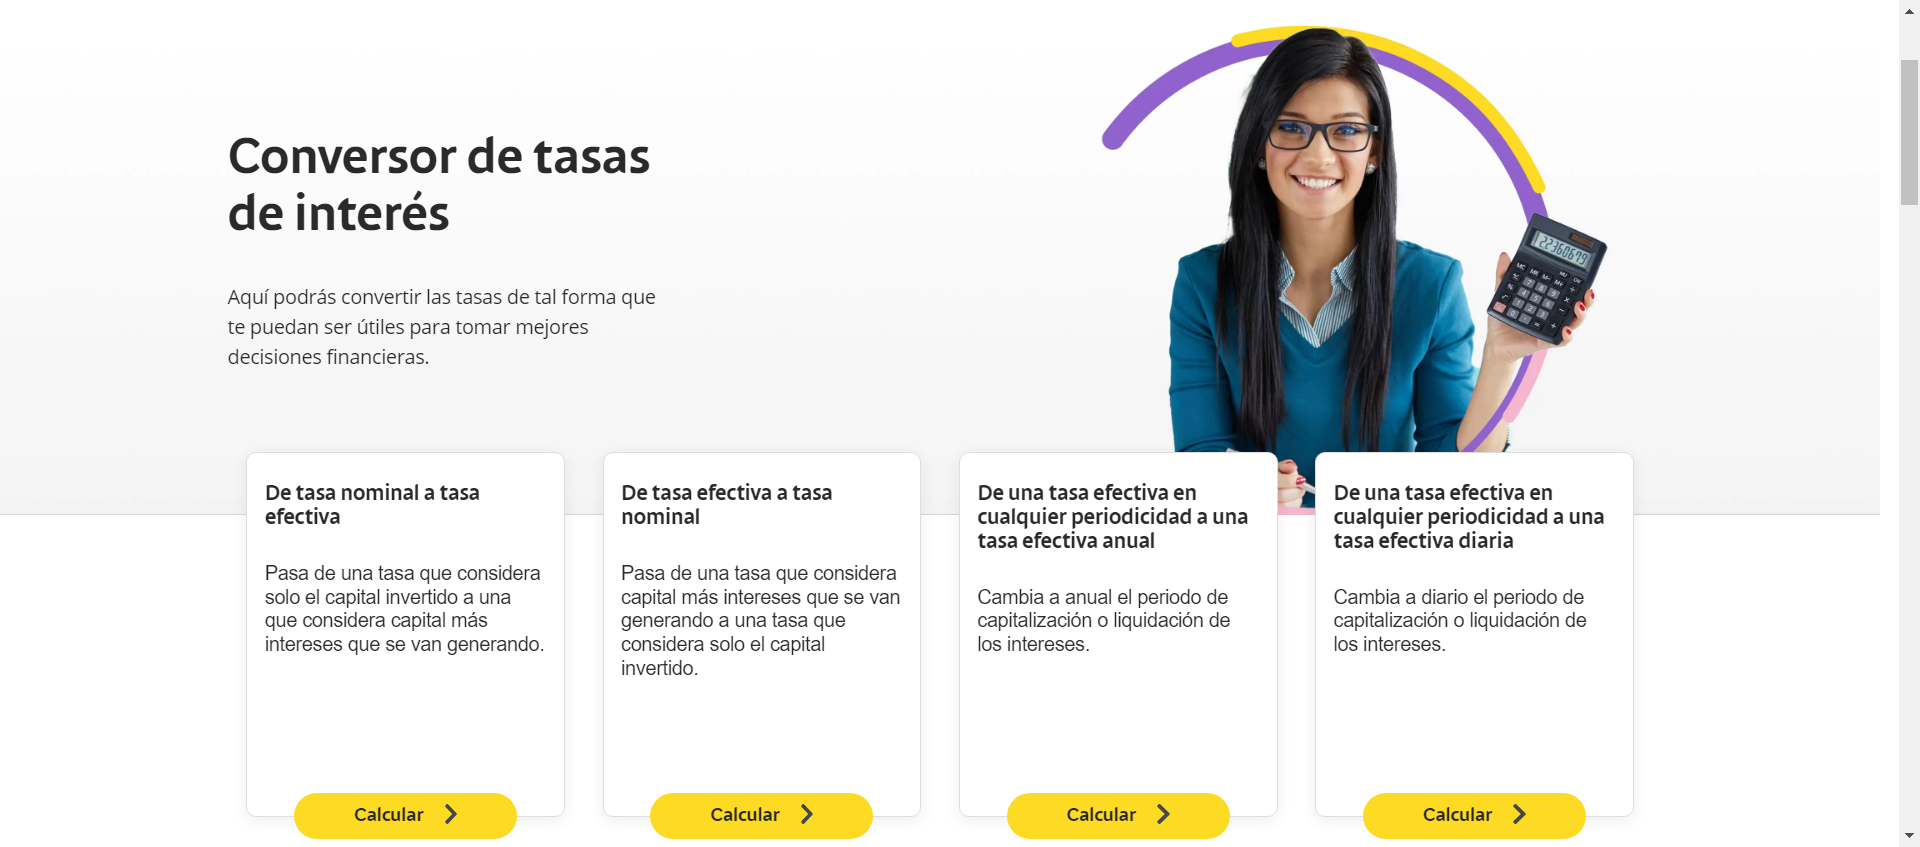 Conversor de tasas
de interés
Aquí podrás convertir las tasas de tal forma que
te puedan ser útiles para tomar mejores
decisiones financieras.
De tasa nominal a tasa
efectiva
Pasa de una tasa que considera
solo el capital invertido a una
que considera capital más
intereses que se van generando.
Calcular
De tasa efectiva a tasa
nominal
Pasa de una tasa que considera
capital más intereses que se van
generando a una tasa que
considera solo el capital
invertido.
Calcular
De una tasa efectiva en
cualquier periodicidad a una
tasa efectiva anual
Cambia a anual el periodo de
capitalización o liquidación de
los intereses.
Calcular
De una tasa efectiva en
cualquier periodicidad a una
tasa efectiva diaria
Cambia a diario el periodo de
capitalización o liquidación de
los intereses.
Calcular